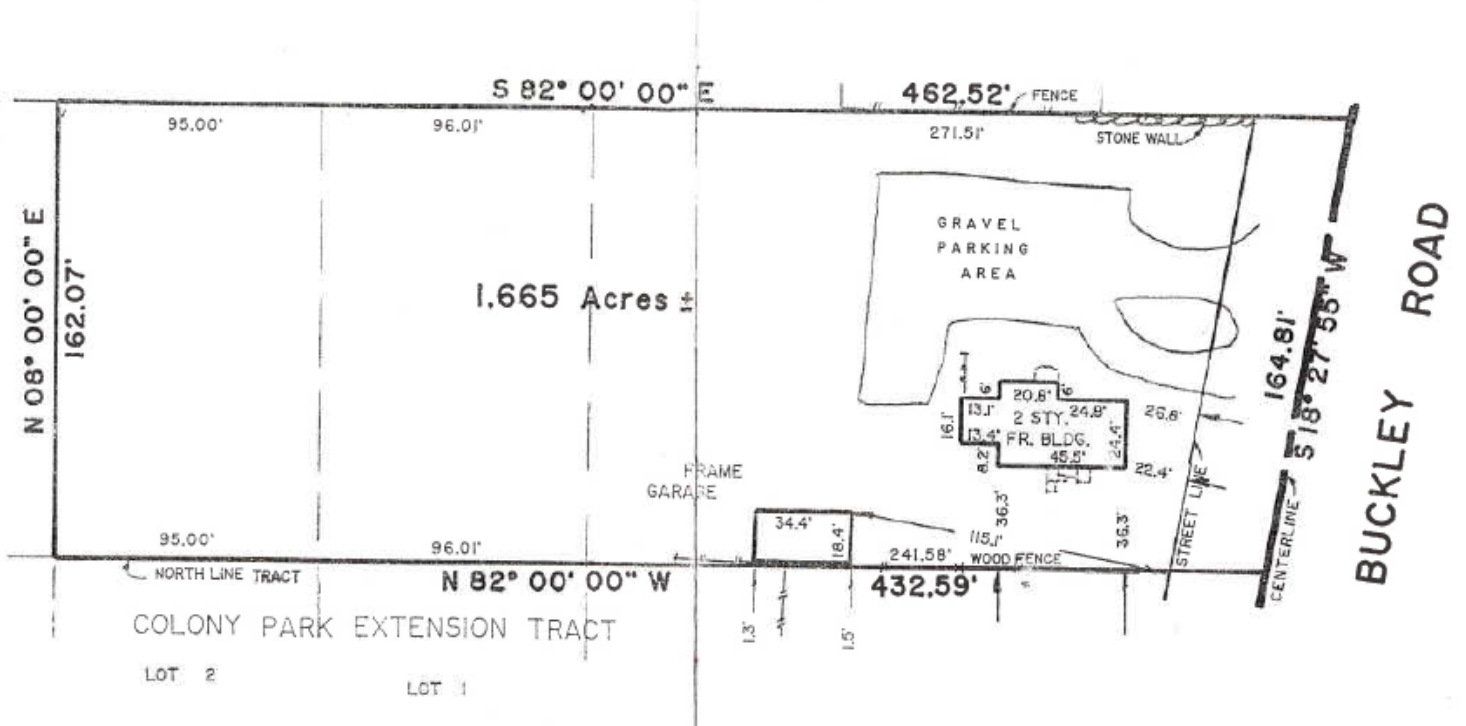 S 82° 00' 00" E
462.52'
FENCE
95.00'
96.01'
271.51'
STONE WALL
N 08° 00' 00" E
162.07'
GRAVEL
PARKING
AREA
1.665 Acres ±
164.81'
S 18° 27' 55" W
BUCKLEY ROAD
6'
20.8'
6'
13.1'
2 STY.
24.8'
26.8'
16.1'
13.4'
FR. BLDG.
24.4'
8.2'
45.5'
22.4'
FRAME
GARAGE
34.4'
18.4'
36.3'
115.1'
36.3'
STREET LINE
CENTERLINE
95.00'
96.01'
241.58'
WOOD FENCE
NORTH LINE TRACT
N 82° 00' 00" W
432.59'
COLONY PARK EXTENSION TRACT
1.3'
1.5'
LOT 2
LOT 1